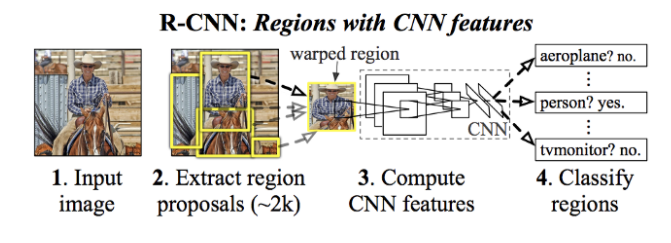 R-CNN: Regions with CNN features
warped region
aeroplane? no.
person? yes.
tvmonitor? no.
CNN
1. Input
image
2. Extract region
proposals (~2k)
3. Compute
CNN features
4. Classify
regions